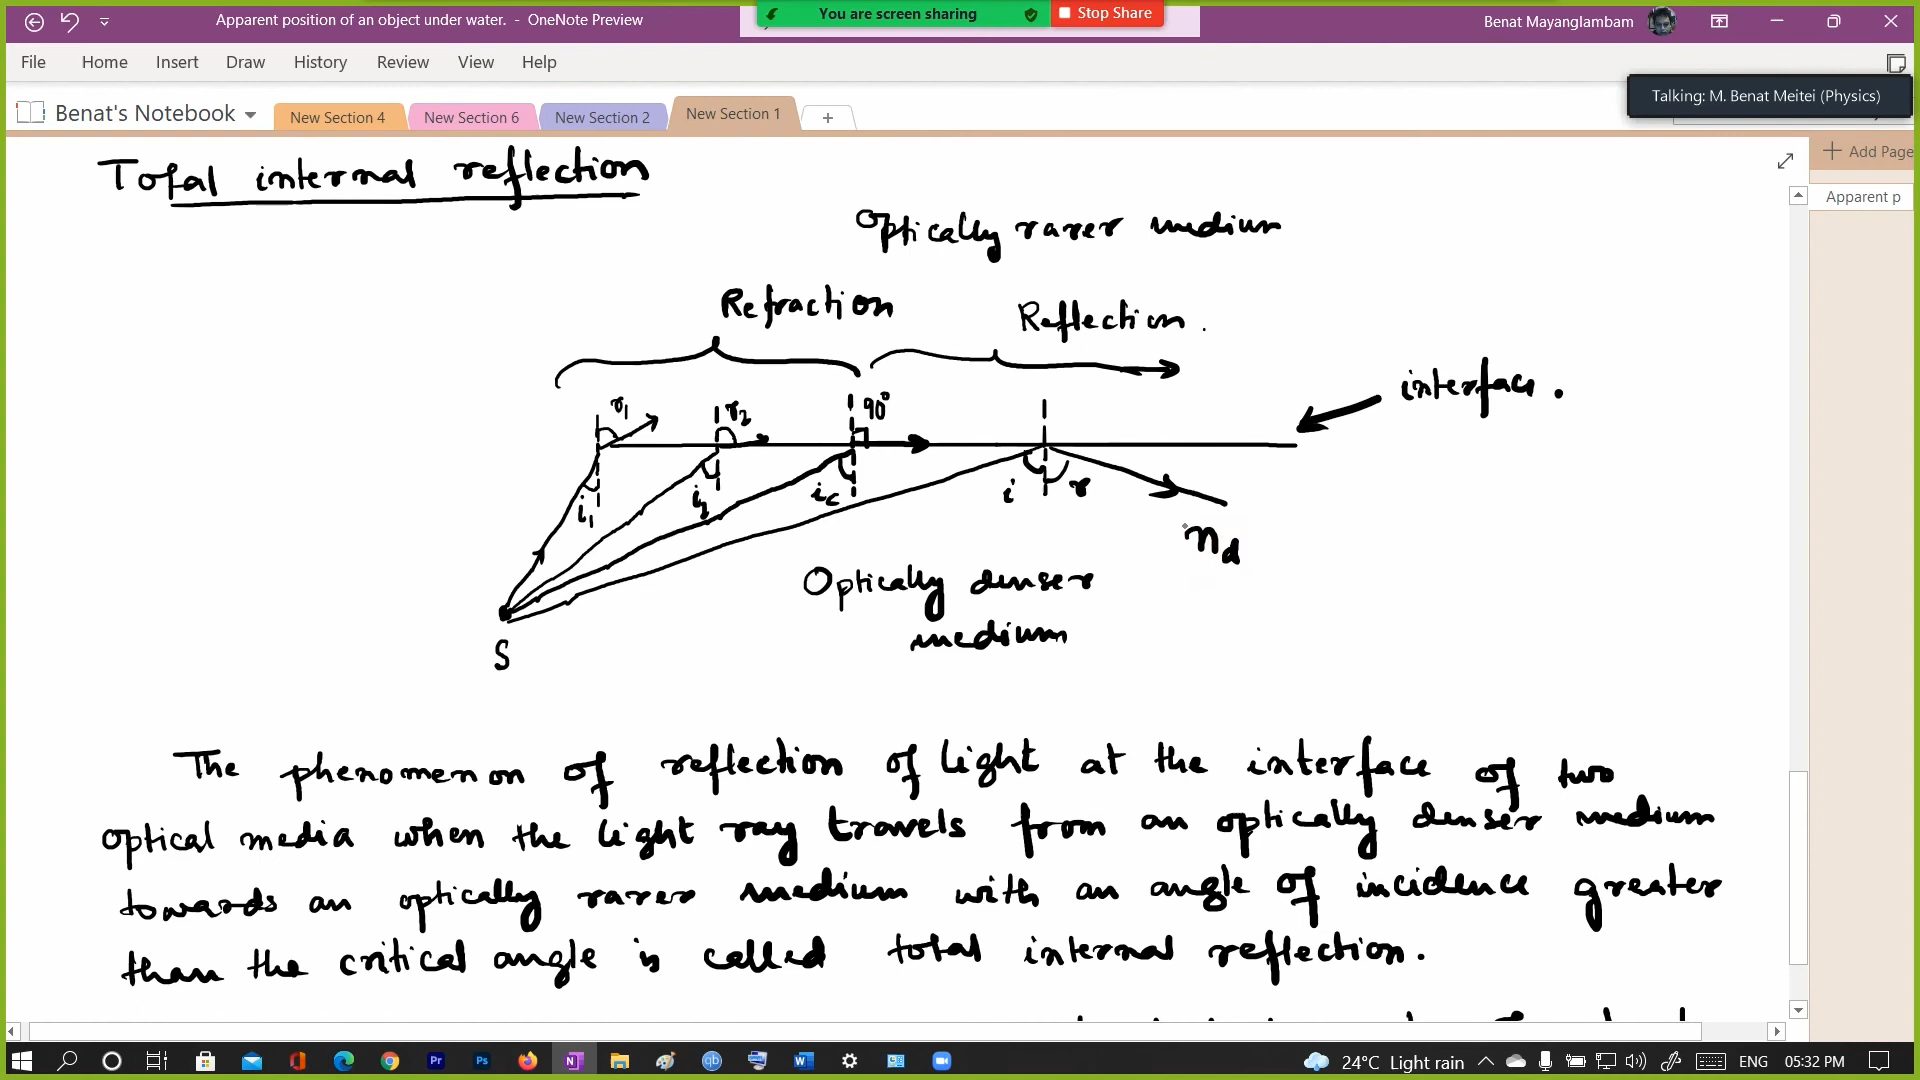 Apparent position of an object under water. - OneNote Preview
You are screen sharing
Stop Share
Benat Mayanglambam
File Home Insert Draw History Review View Help
Talking: M. Benat Meitei (Physics)
Benat's Notebook
New Section 4
New Section 6
New Section 2
New Section 1
+
Add Page
Apparent p
Total internal reflection
Optically rarer medium
Refraction
Reflection.
interface.
r1
r2
90°
i1
i2
ic
i
r
nd
Optically denser
medium
S
The phenomenon of reflection of light at the interface of two
optical media when the light ray travels from an optically denser medium
towards an optically rarer medium with an angle of incidence greater
than the critical angle is called total internal reflection.
24°C Light rain
ENG
05:32 PM